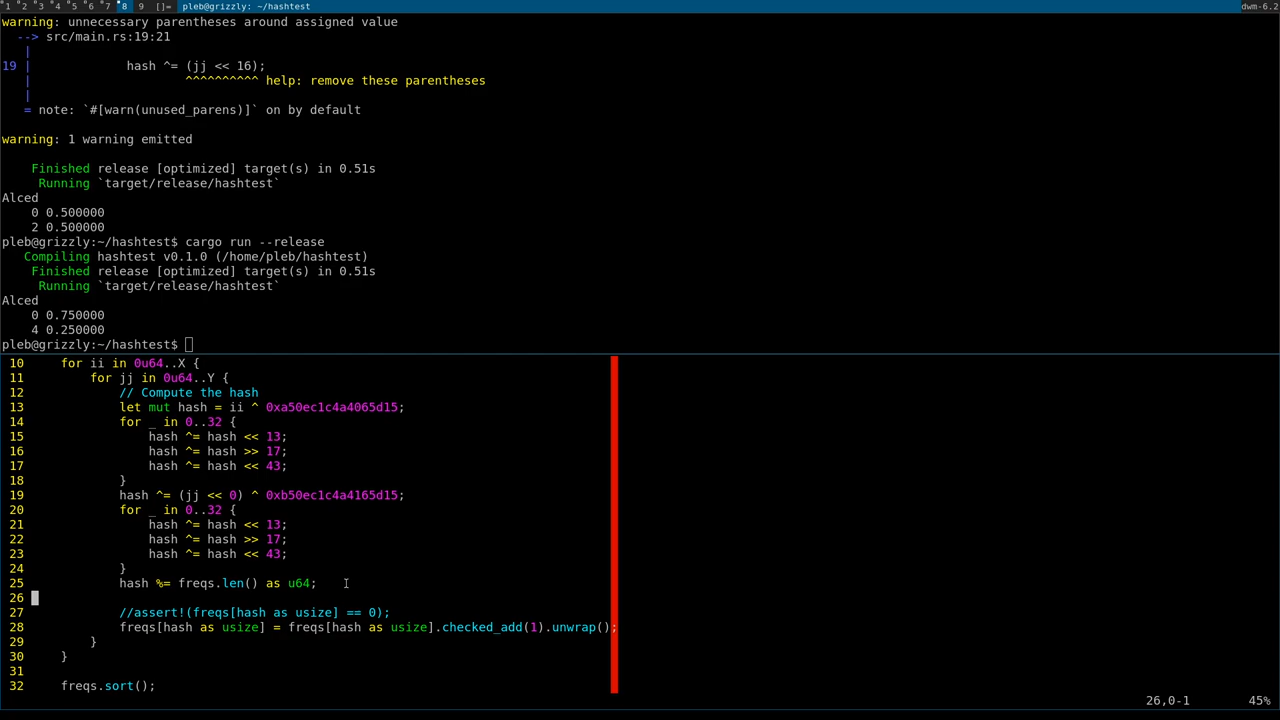 1 2 3 4 5 6 7 8 9 []= pleb@grizzly: ~/hashtest dwm-6.2
warning: unnecessary parentheses around assigned value
--> src/main.rs:19:21
|
19 | hash ^= (jj << 16);
| ^^^^^^^^^^ help: remove these parentheses
|
= note: `#[warn(unused_parens)]` on by default
warning: 1 warning emitted
Finished release [optimized] target(s) in 0.51s
Running `target/release/hashtest`
Alced
0 0.500000
2 0.500000
pleb@grizzly:~/hashtest$ cargo run --release
Compiling hashtest v0.1.0 (/home/pleb/hashtest)
Finished release [optimized] target(s) in 0.51s
Running `target/release/hashtest`
Alced
0 0.750000
4 0.250000
pleb@grizzly:~/hashtest$
10 for ii in 0u64..X {
11 for jj in 0u64..Y {
12 // Compute the hash
13 let mut hash = ii ^ 0xa50ec1c4a4065d15;
14 for _ in 0..32 {
15 hash ^= hash << 13;
16 hash ^= hash >> 17;
17 hash ^= hash << 43;
18 }
19 hash ^= (jj << 0) ^ 0xb50ec1c4a4165d15;
20 for _ in 0..32 {
21 hash ^= hash << 13;
22 hash ^= hash >> 17;
23 hash ^= hash << 43;
24 }
25 hash %= freqs.len() as u64;
26
27 //assert!(freqs[hash as usize] == 0);
28 freqs[hash as usize] = freqs[hash as usize].checked_add(1).unwrap();
29 }
30 }
31
32 freqs.sort();
26,0-1 45%